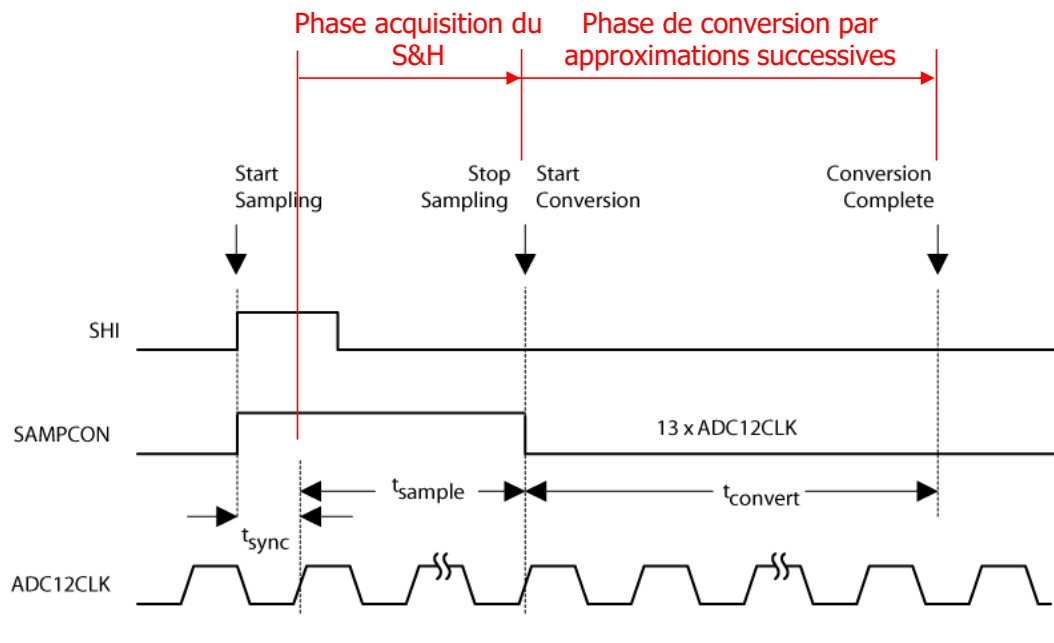 Phase acquisition du
S&H
Phase de conversion par
approximations successives
Start
Sampling
Stop
Sampling
Start
Conversion
Conversion
Complete
SHI
SAMPCON
13 x ADC12CLK
tsample
tconvert
tsync
ADC12CLK